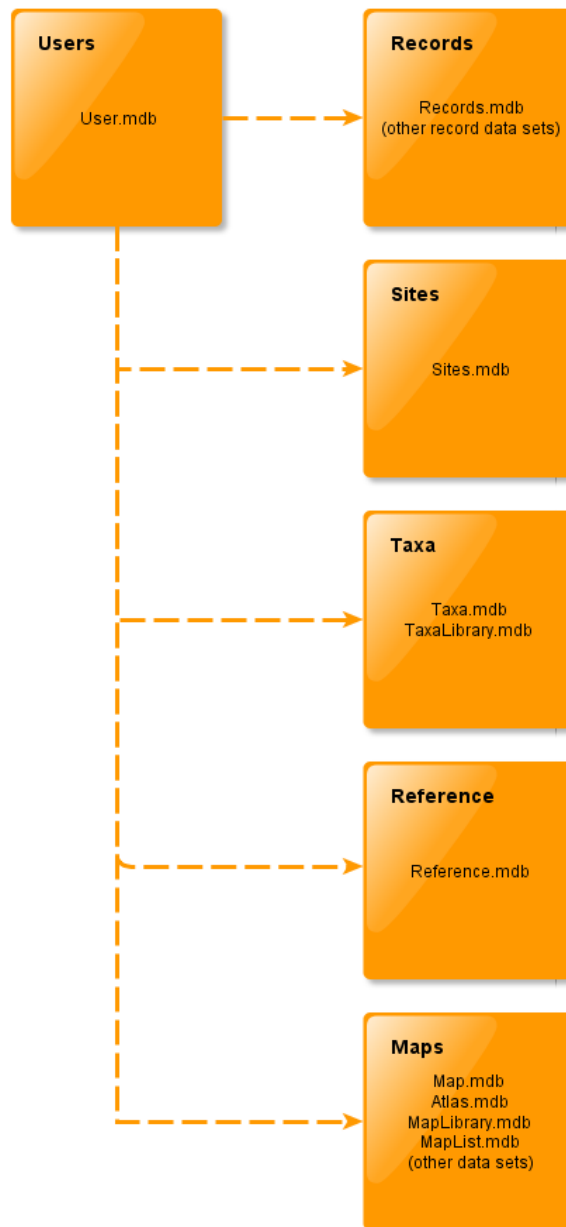 Users
User.mdb
Records
Records.mdb
(other record data sets)
Sites
Sites.mdb
Taxa
Taxa.mdb
TaxaLibrary.mdb
Reference
Reference.mdb
Maps
Map.mdb
Atlas.mdb
MapLibrary.mdb
MapList.mdb
(other data sets)